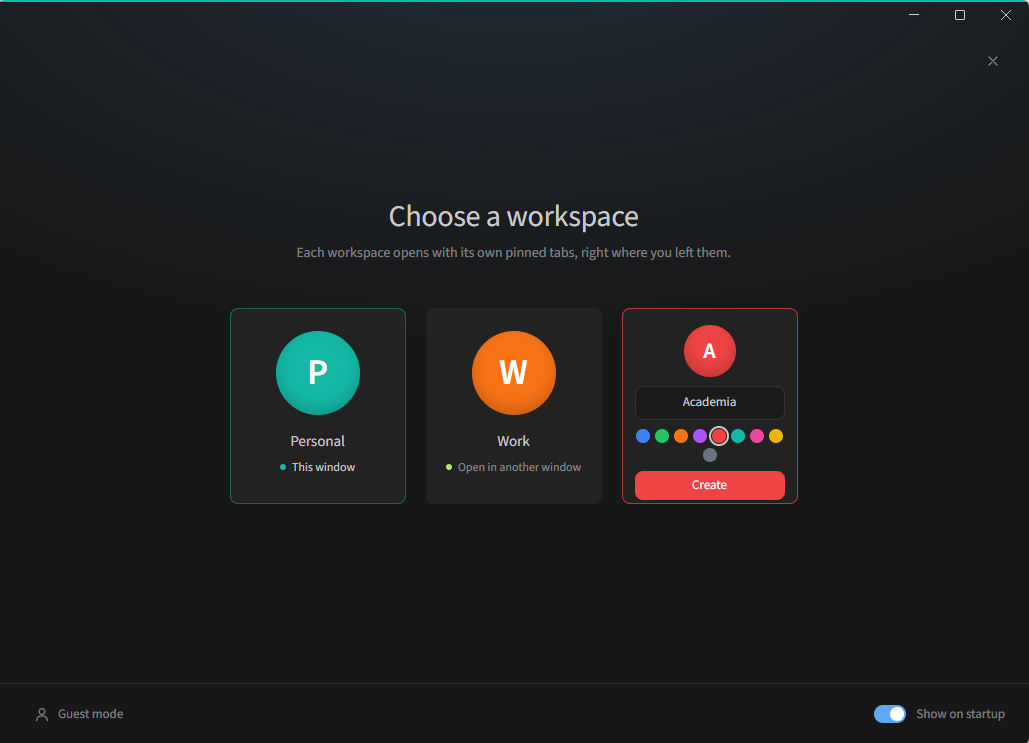 Choose a workspace
Each workspace opens with its own pinned tabs, right where you left them.
P
Personal
This window
W
Work
Open in another window
A
Academia
Create
Guest mode
Show on startup